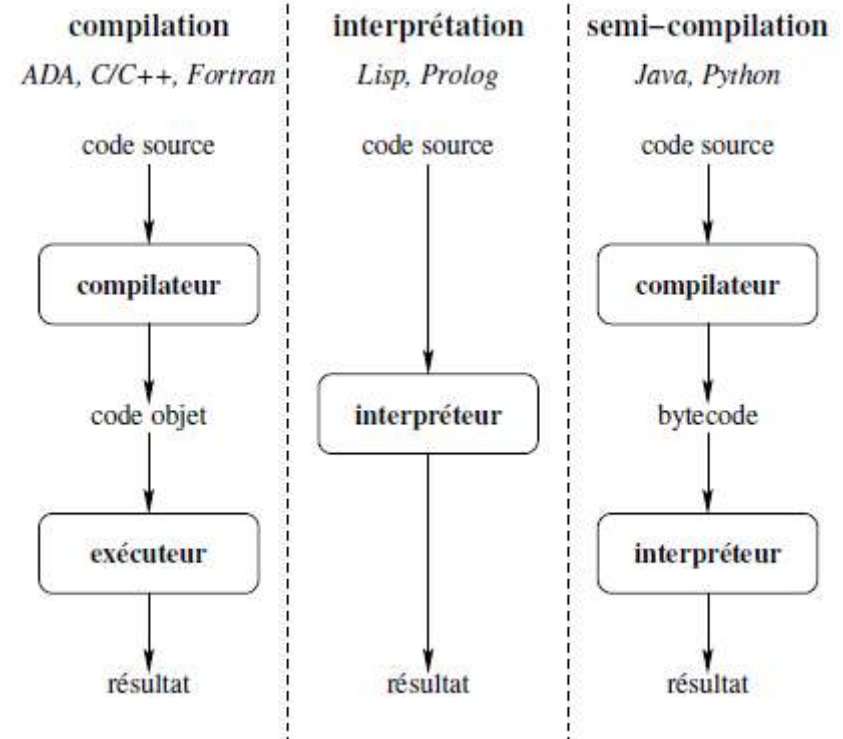 compilation
ADA, C/C++, Fortran
code source
compilateur
code objet
exécuteur
résultat
interprétation
Lisp, Prolog
code source
interpréteur
résultat
semi-compilation
Java, Python
code source
compilateur
bytecode
interpréteur
résultat